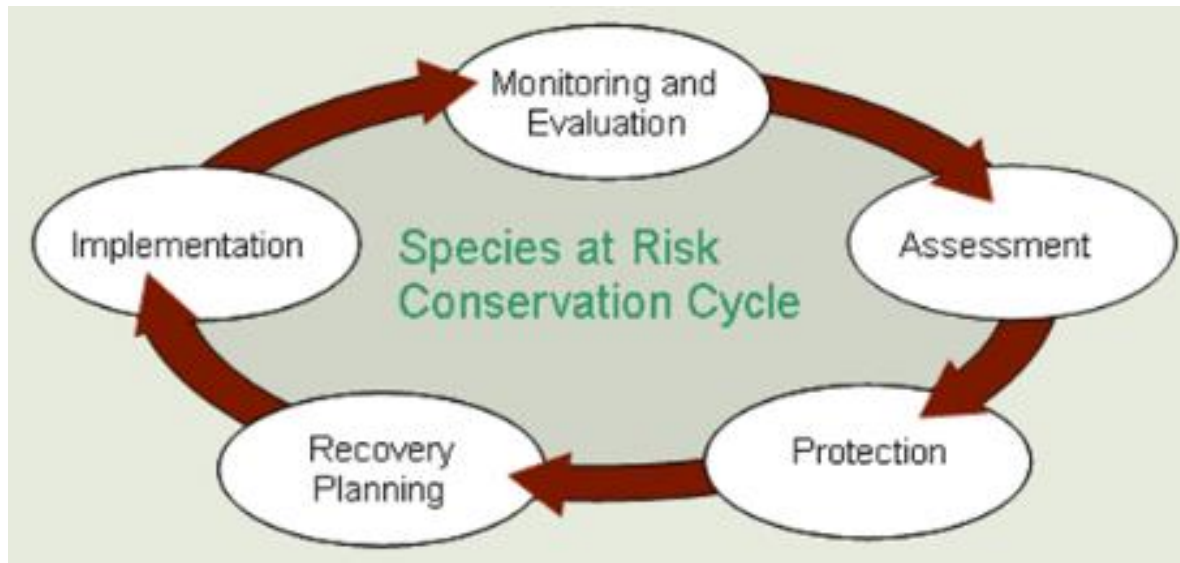 Monitoring and
Evaluation
Implementation
Species at Risk
Conservation Cycle
Assessment
Recovery
Planning
Protection